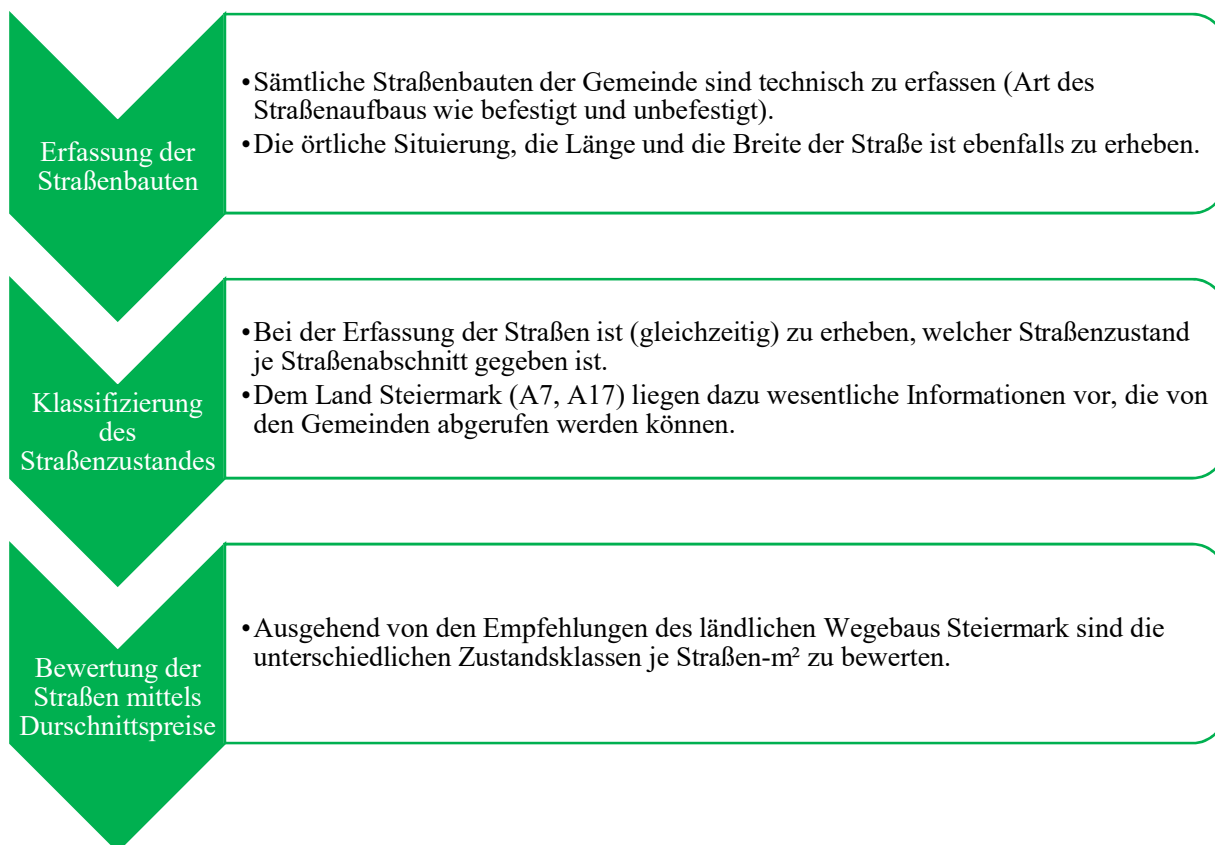 Erfassung der
Straßenbauten
•Sämtliche Straßenbauten der Gemeinde sind technisch zu erfassen (Art des
Straßenaufbaus wie befestigt und unbefestigt).
•Die örtliche Situierung, die Länge und die Breite der Straße ist ebenfalls zu erheben.
Klassifizierung
des
Straßenzustandes
•Bei der Erfassung der Straßen ist (gleichzeitig) zu erheben, welcher Straßenzustand
je Straßenabschnitt gegeben ist.
•Dem Land Steiermark (A7, A17) liegen dazu wesentliche Informationen vor, die von
den Gemeinden abgerufen werden können.
Bewertung der
Straßen mittels
Durschnittspreise
•Ausgehend von den Empfehlungen des ländlichen Wegebaus Steiermark sind die
unterschiedlichen Zustandsklassen je Straßen-m² zu bewerten.